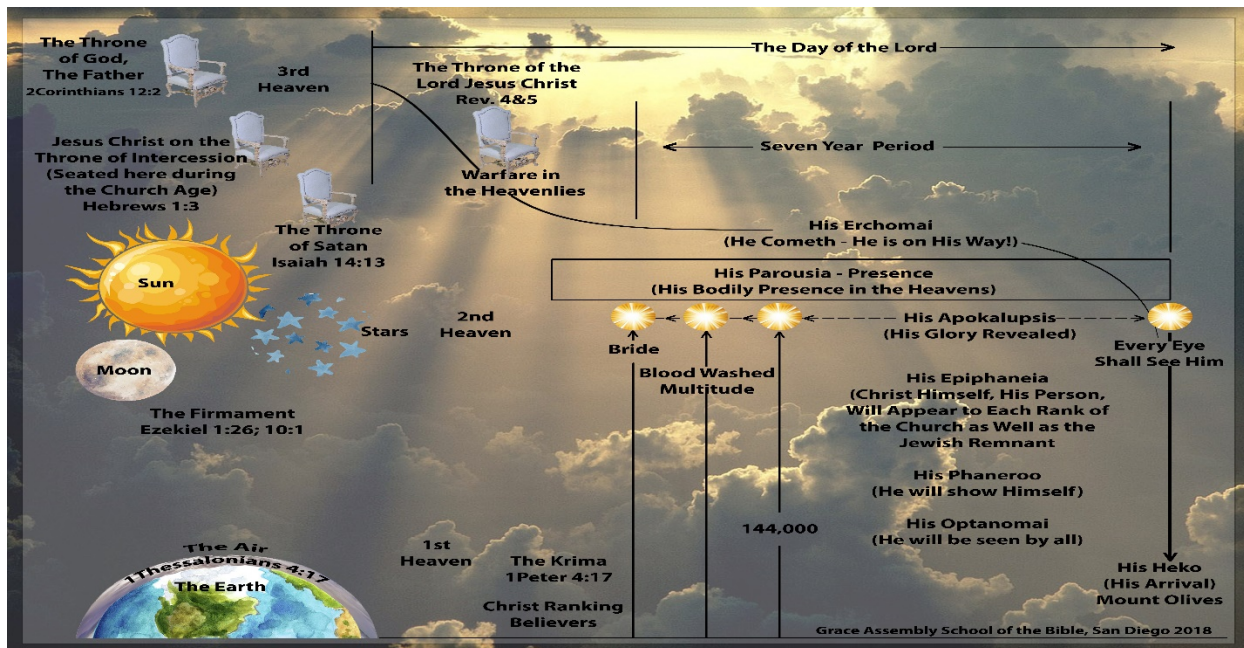 The Throne
of God,
The Father
2Corinthians 12:2
3rd
Heaven
The Throne of the
Lord Jesus Christ
Rev. 4&5
The Day of the Lord
Jesus Christ on the
Throne of Intercession
(Seated here during
the Church Age)
Hebrews 1:3
Seven Year Period
Warfare in
the Heavenlies
The Throne
of Satan
Isaiah 14:13
His Erchomai
(He Cometh - He is on His Way!)
His Parousia - Presence
(His Bodily Presence in the Heavens)
Sun
Stars
2nd
Heaven
Moon
His Apokalupsis
(His Glory Revealed)
Bride
Blood Washed
Multitude
Every Eye
Shall See Him
The Firmament
Ezekiel 1:26; 10:1
His Epiphaneia
(Christ Himself, His Person,
Will Appear to Each Rank of
the Church as Well as the
Jewish Remnant
His Phaneroo
(He will show Himself)
144,000
His Optanomai
(He will be seen by all)
The Air
1Thessalonians 4:17
The Earth
1st
Heaven
The Krima
1Peter 4:17
Christ Ranking
Believers
His Heko
(His Arrival)
Mount Olives
Grace Assembly School of the Bible, San Diego 2018